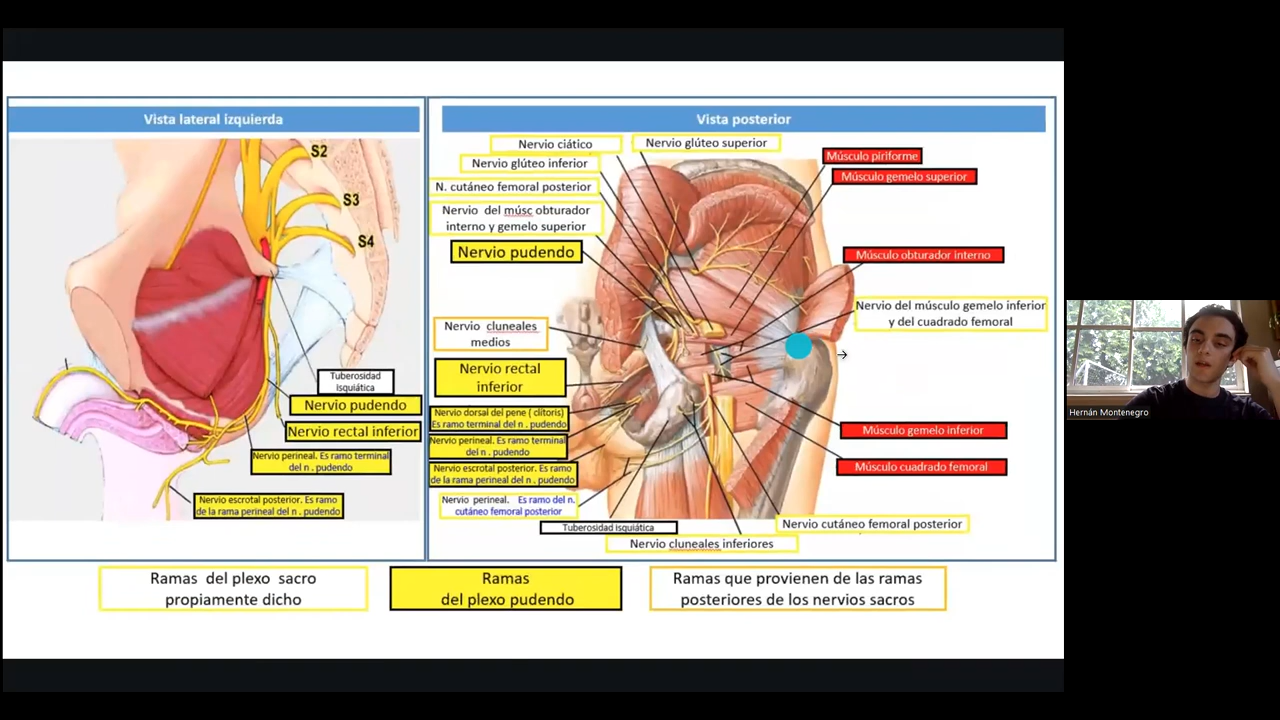 Vista lateral izquierda
S2
S3
S4
Tuberosidad
Isquiática
Nervio pudendo
Nervio rectal inferior
Nervio perineal. Es ramo terminal
del n . pudendo
Nervio escrotal posterior. Es ramo
de la rama perineal del n . pudendo
Vista posterior
Nervio ciático
Nervio glúteo superior
Nervio glúteo inferior
N. cutáneo femoral posterior
Nervio del músc obturador
interno y gemelo superior
Nervio pudendo
Nervio cluneales
medios
Nervio rectal
inferior
Nervio dorsal del pene ( clítoris)
Es ramo terminal del n . pudendo
Nervio perineal. Es ramo terminal
del n . pudendo
Nervio escrotal posterior. Es ramo
de la rama perineal del n . pudendo
Nervio perineal. Es ramo del n.
cutáneo femoral posterior
Tuberosidad isquiática
Nervio cluneales inferiores
Nervio cutáneo femoral posterior
Músculo piriforme
Músculo gemelo superior
Músculo obturador interno
Nervio del músculo gemelo inferior
y del cuadrado femoral
Músculo gemelo inferior
Músculo cuadrado femoral
Ramas del plexo sacro
propiamente dicho
Ramas
del plexo pudendo
Ramas que provienen de las ramas
posteriores de los nervios sacros
Hernán Montenegro